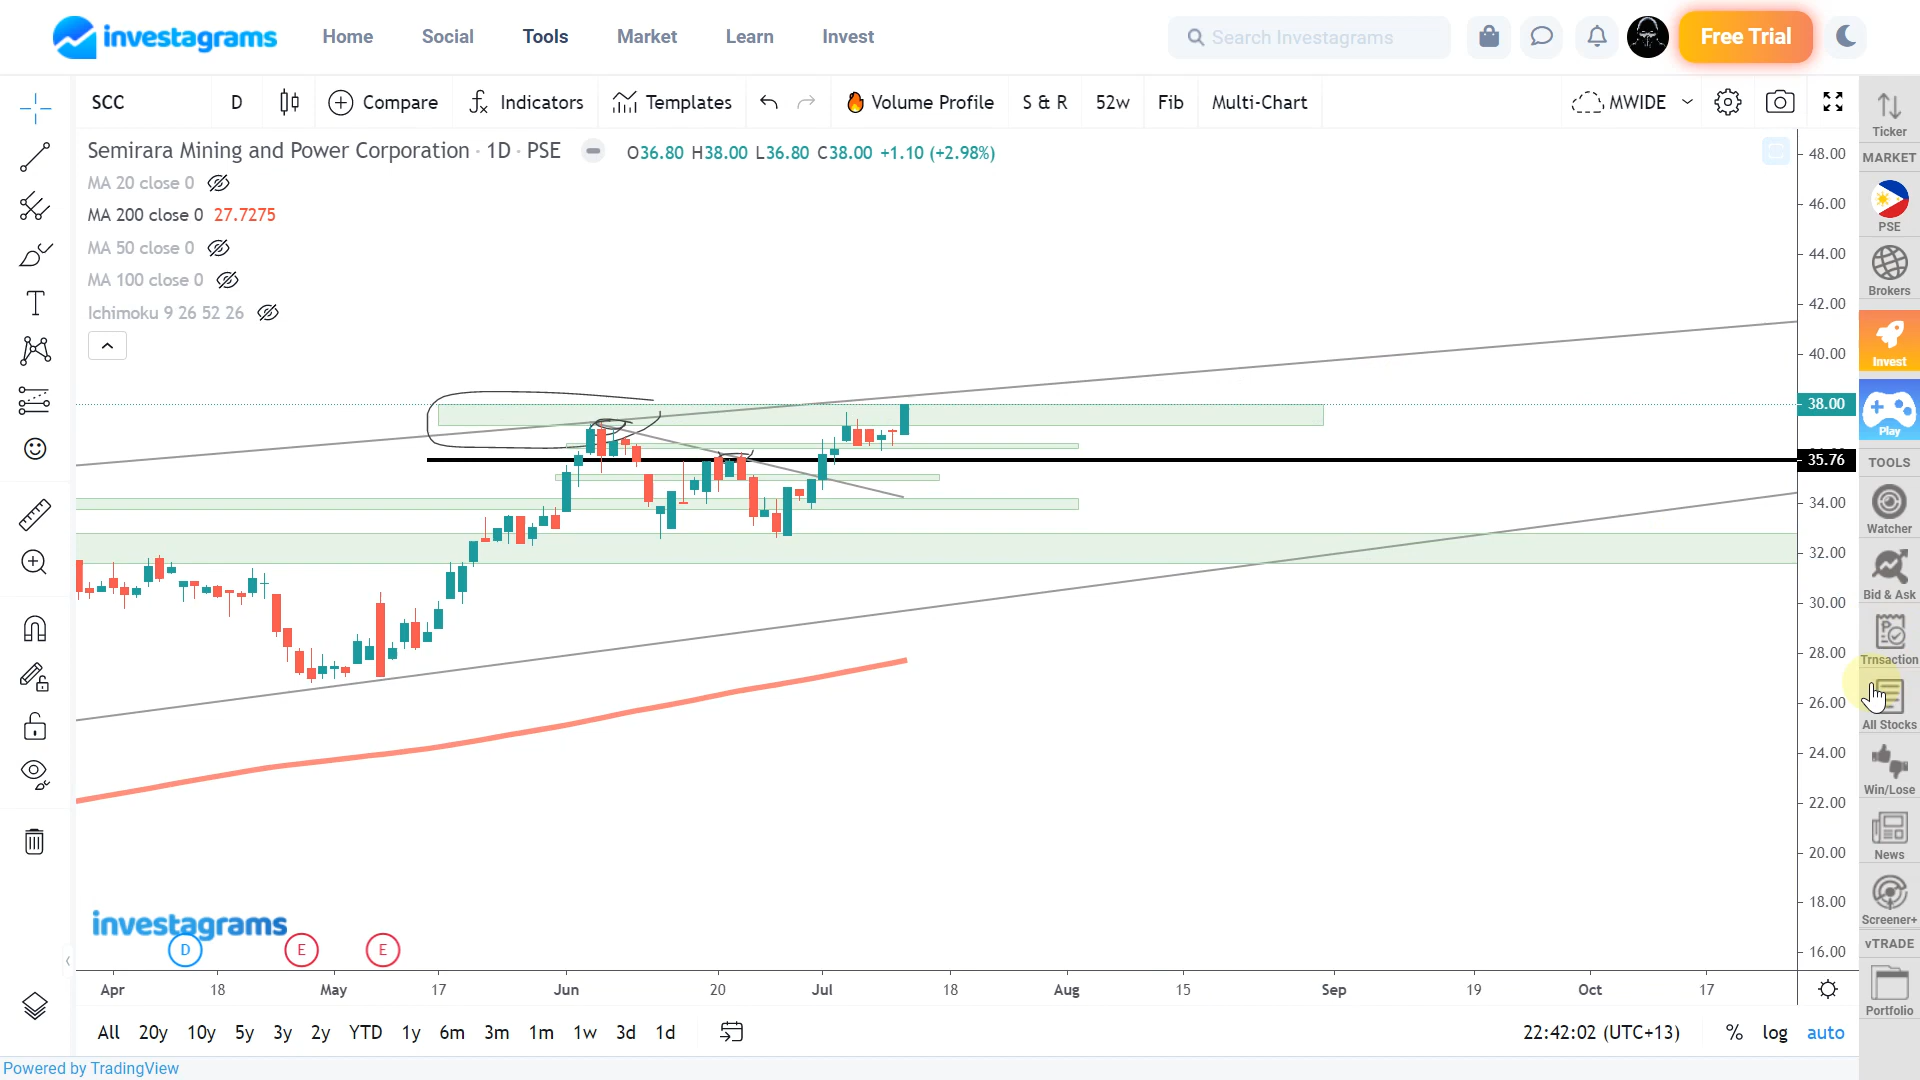 investagrams
Home
Social
Tools
Market
Learn
Invest
Search Investagrams
Free Trial
SCC
D
Compare
Indicators
Templates
Volume Profile
S & R
52w
Fib
Multi-Chart
MWIDE
Semirara Mining and Power Corporation · 1D · PSE
O36.80 H38.00 L36.80 C38.00 +1.10 (+2.98%)
MA 20 close 0
MA 200 close 0 27.7275
MA 50 close 0
MA 100 close 0
Ichimoku 9 26 52 26
48.00
46.00
44.00
42.00
40.00
38.00
35.76
34.00
32.00
30.00
28.00
26.00
24.00
22.00
20.00
18.00
16.00
Ticker
MARKET
PSE
Brokers
Invest
Play
TOOLS
Watcher
Bid & Ask
Trnsaction
All Stocks
Win/Lose
News
Screener+
vTRADE
Portfolio
investagrams
D
E
E
Apr
18
May
17
Jun
20
Jul
18
Aug
15
Sep
19
Oct
17
All
20y
10y
5y
3y
2y
YTD
1y
6m
3m
1m
1w
3d
1d
22:42:02 (UTC+13)
%
log
auto
Powered by TradingView